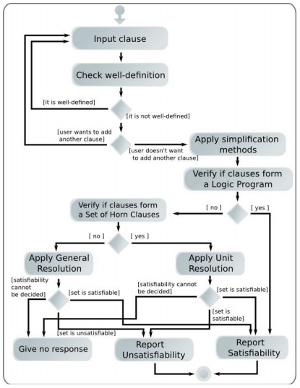 Input clause
Check well-definition
[it is well-defined]
[it is not well-defined]
[user wants to add
another clause]
[user doesn't want
to add another clause]
Apply simplification
methods
Verify if clauses form
a Logic Program
[ no ]
[ yes ]
Verify if clauses form
a Set of Horn Clauses
[ no ]
[ yes ]
Apply General
Resolution
Apply Unit
Resolution
[satisfiability
cannot
be decided]
[set is satisfiable]
[satisfiability cannot
be decided]
[set is satisfiable]
[set is
satisfiable]
[set is unsatisfiable]
Give no response
Report
Unsatisfiability
Report
Satisfiability